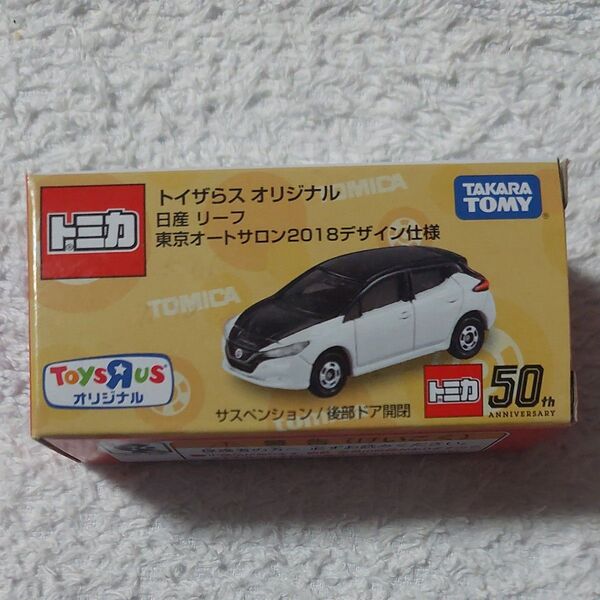 トミカ
トイザらス オリジナル
日産 リーフ
東京オートサロン2018デザイン仕様
TAKARA
TOMY
TOMICA
TOMICA
TOYSЯUS
オリジナル
サスペンション / 後部ドア開閉
トミカ
50th
ANNIVERSARY